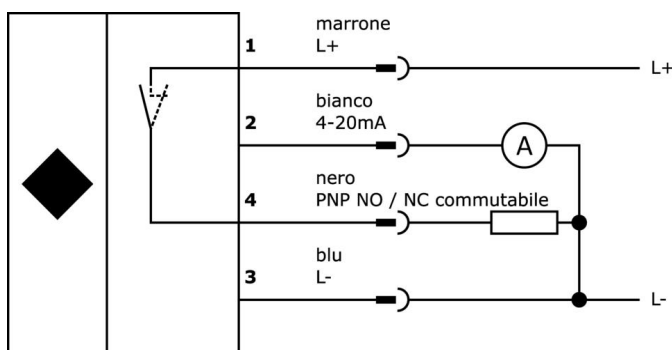 marrone
1 L+
L+
bianco
2 4-20mA
A
nero
4 PNP NO / NC commutabile
blu
3 L-
L-